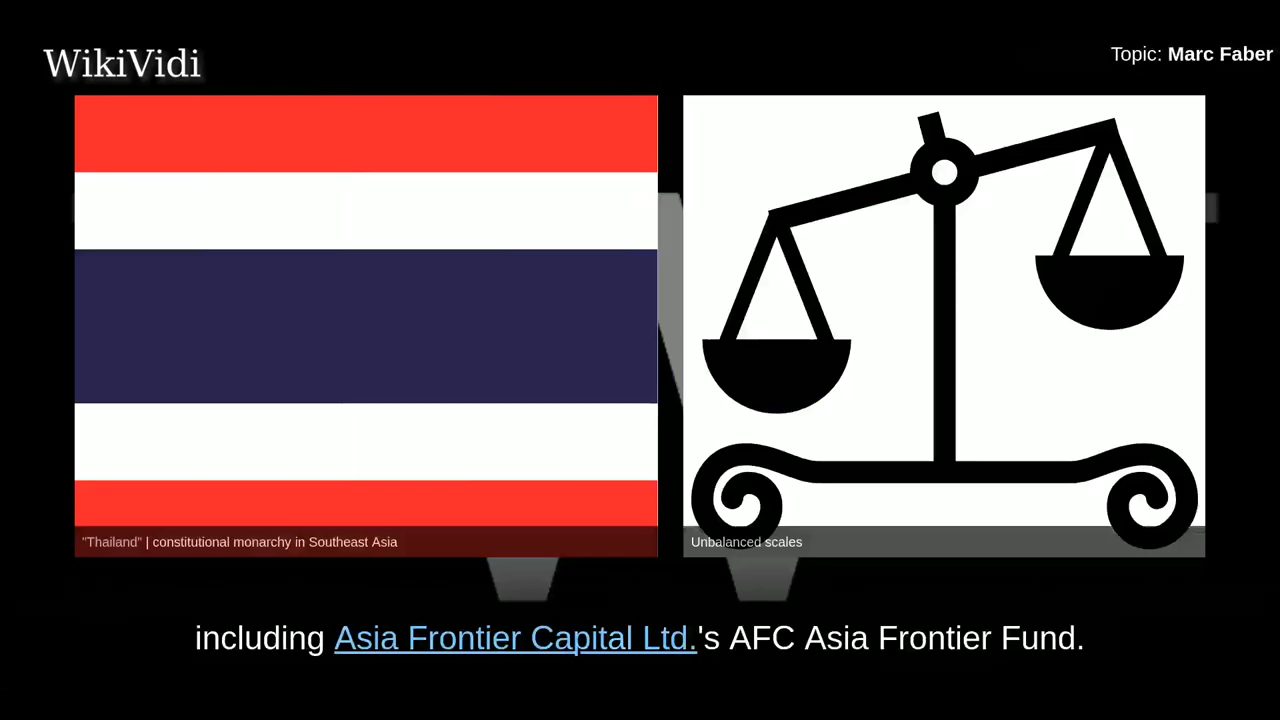 WikiVidi
Topic: Marc Faber
"Thailand" | constitutional monarchy in Southeast Asia
Unbalanced scales
including Asia Frontier Capital Ltd.'s AFC Asia Frontier Fund.